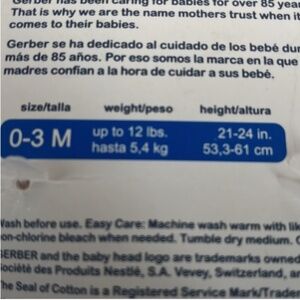 Gerber has been caring for babies for over 85 year
That is why we are the name mothers trust when it
comes to their babies.
Gerber se ha dedicado al cuidado de los bebé dur
más de 85 años. Por eso somos la marca en la que
madres confían a la hora de cuidar a sus bebé.
size/talla weight/peso height/altura
0-3 M up to 12 lbs. 21-24 in.
hasta 5,4 kg 53,3-61 cm
Wash before use. Easy Care: Machine wash warm with lik
on-chlorine bleach when needed. Tumble dry medium.
GERBER and the baby head logo are trademarks owned
Société des Produits Nestlé, S.A. Vevey, Switzerland, a
The Seal of Cotton is a Registered Service Mark/Trade